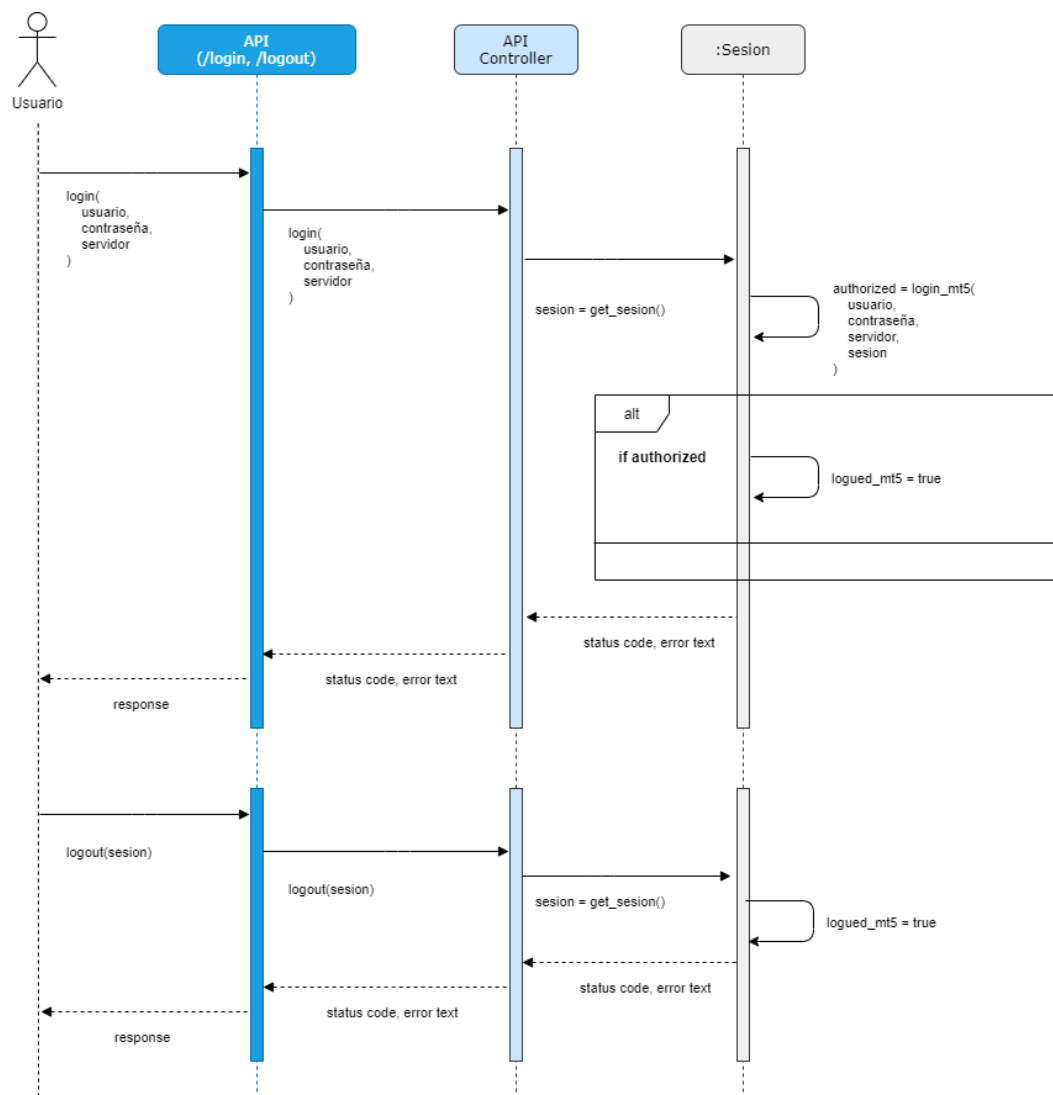 API
(/login, /logout)
API
Controller
:Sesion
Usuario
login(
usuario,
contraseña,
servidor
)
login(
usuario,
contraseña,
servidor
)
sesion = get_sesion()
authorized = login_mt5(
usuario,
contraseña,
servidor,
sesion
)
alt
if authorized
logued_mt5 = true
status code, error text
status code, error text
response
logout(sesion)
logout(sesion)
sesion = get_sesion()
logued_mt5 = true
status code, error text
status code, error text
response